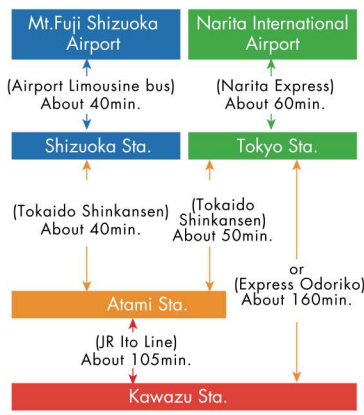 Mt.Fuji Shizuoka
Airport
Narita International
Airport
(Airport Limousine bus)
About 40min.
(Narita Express)
About 60min.
Shizuoka Sta.
Tokyo Sta.
(Tokaido Shinkansen)
About 40min.
(Tokaido
Shinkansen)
About 50min.
or
(Express Odoriko)
About 160min.
Atami Sta.
(JR Ito Line)
About 105min.
Kawazu Sta.